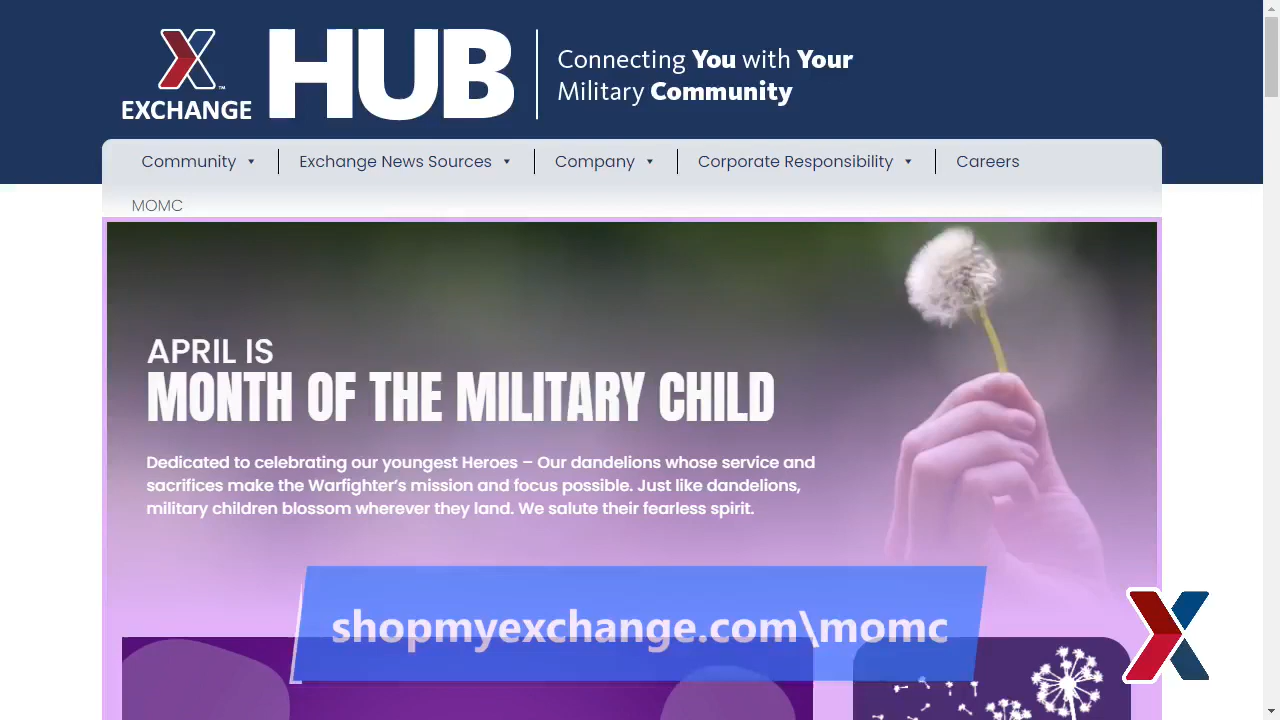 EXCHANGE
HUB
Connecting You with Your
Military Community
Community
Exchange News Sources
Company
Corporate Responsibility
Careers
MOMC
APRIL IS
MONTH OF THE MILITARY CHILD
Dedicated to celebrating our youngest Heroes – Our dandelions whose service and
sacrifices make the Warfighter's mission and focus possible. Just like dandelions,
military children blossom wherever they land. We salute their fearless spirit.
shopmyexchange.com\momc